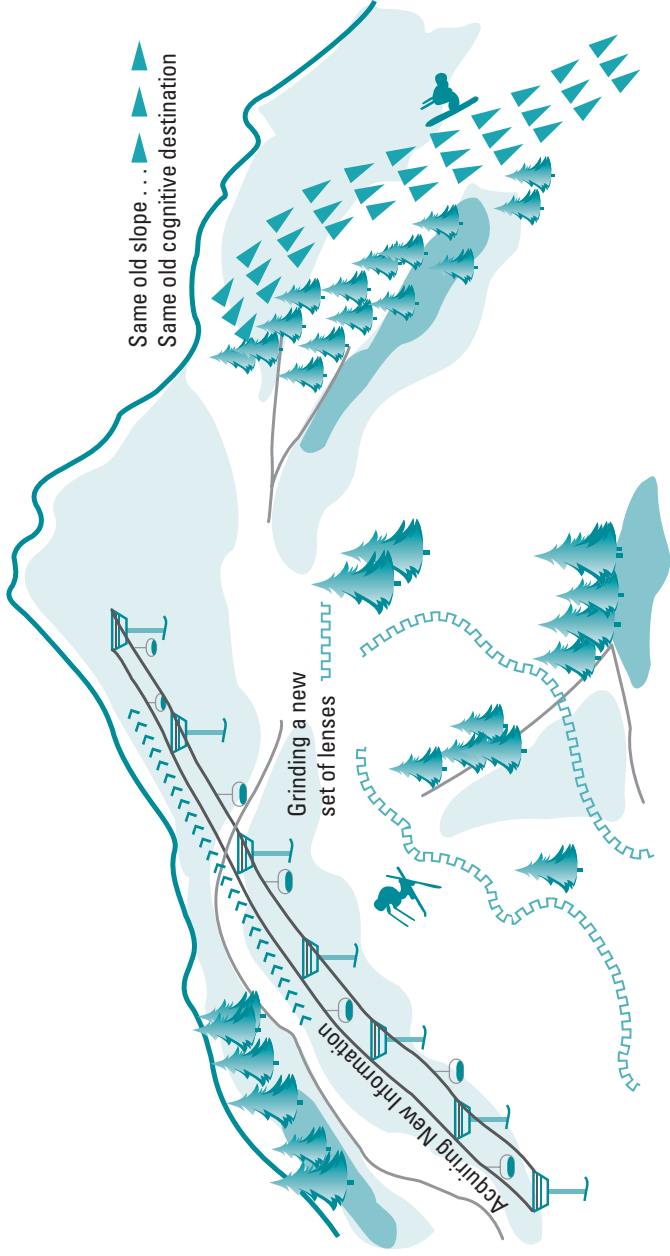 Same old slope . . .
Same old cognitive destination
Grinding a new
set of lenses
Acquiring New Information